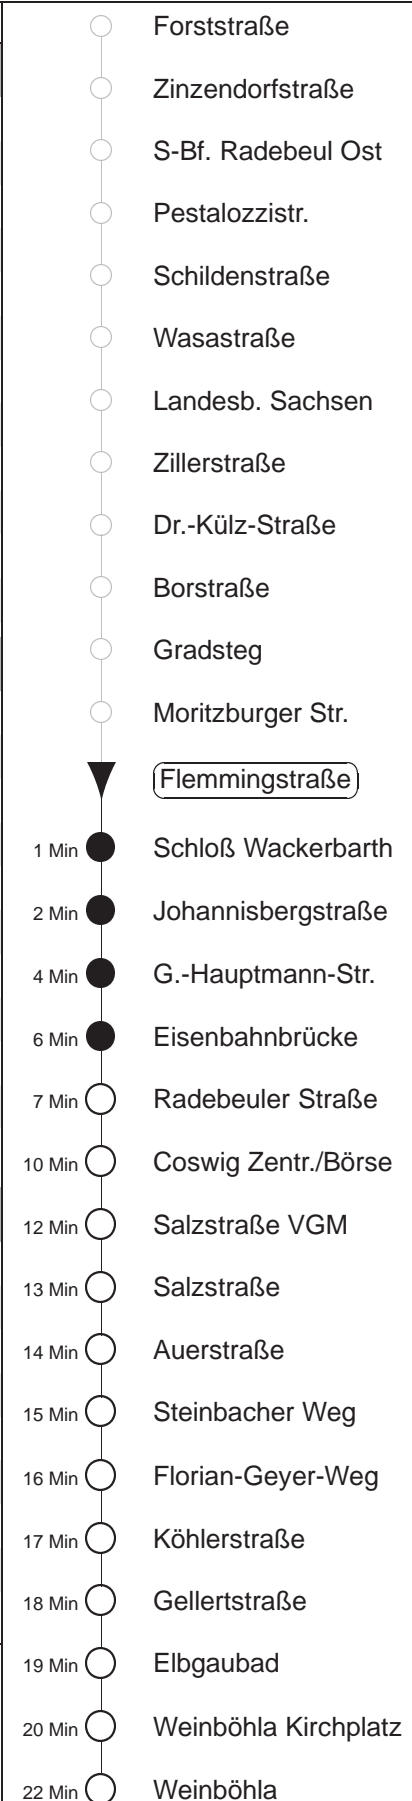 Forststraße
Zinzendorfstraße
S-Bf. Radebeul Ost
Pestalozzistr.
Schildenstraße
Wasastraße
Landesb. Sachsen
Zillerstraße
Dr.-Külz-Straße
Borstraße
Gradsteg
Moritzburger Str.
Flemmingstraße
1 Min Schloß Wackerbarth
2 Min Johannisbergstraße
4 Min G.-Hauptmann-Str.
6 Min Eisenbahnbrücke
7 Min Radebeuler Straße
10 Min Coswig Zentr./Börse
12 Min Salzstraße VGM
13 Min Salzstraße
14 Min Auerstraße
15 Min Steinbacher Weg
16 Min Florian-Geyer-Weg
17 Min Köhlerstraße
18 Min Gellertstraße
19 Min Elbgaubad
20 Min Weinböhla Kirchplatz
22 Min Weinböhla